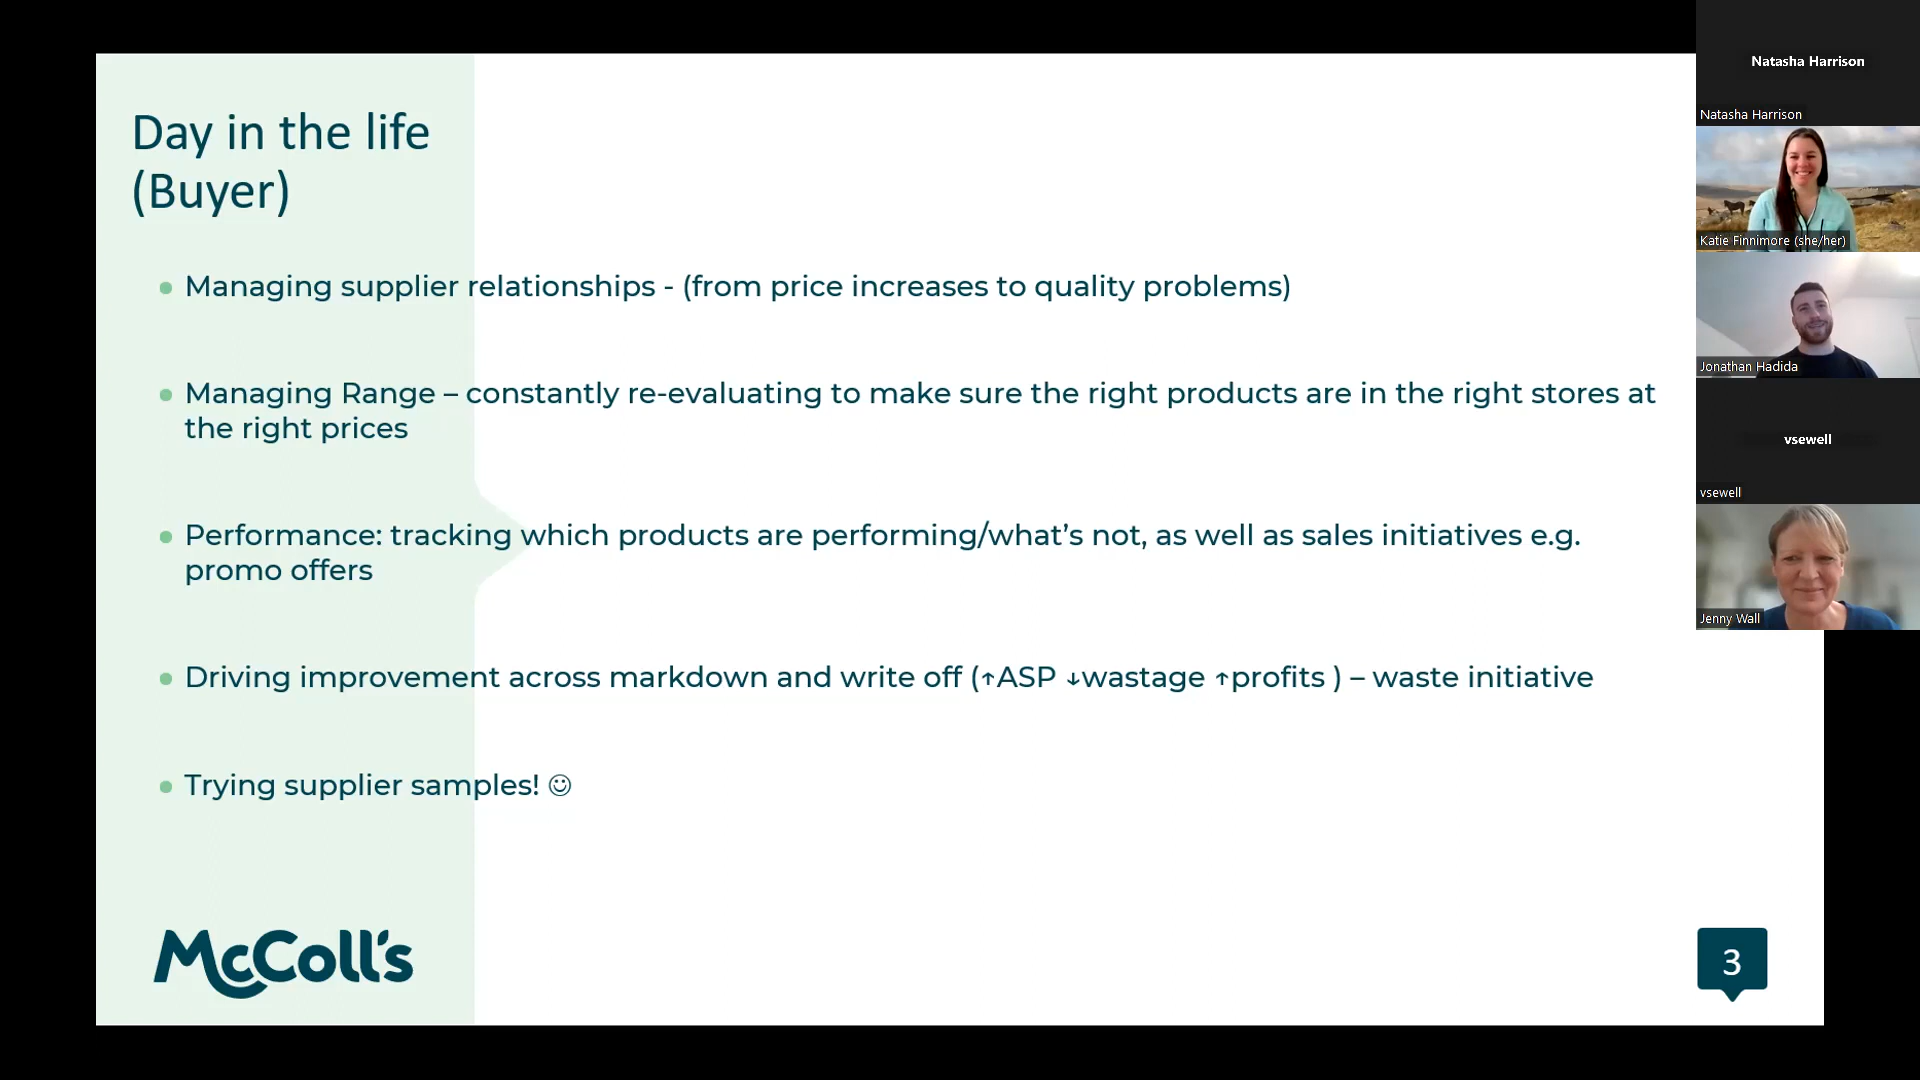 Day in the life
(Buyer)
Managing supplier relationships - (from price increases to quality problems)
Managing Range – constantly re-evaluating to make sure the right products are in the right stores at
the right prices
Performance: tracking which products are performing/what’s not, as well as sales initiatives e.g.
promo offers
Driving improvement across markdown and write off (↑ASP ↓wastage ↑profits ) – waste initiative
Trying supplier samples! ☺
McColl's
3
Natasha Harrison
Natasha Harrison
Katie Finnimore (she/her)
Jonathan Hadida
vsewell
vsewell
Jenny Wall